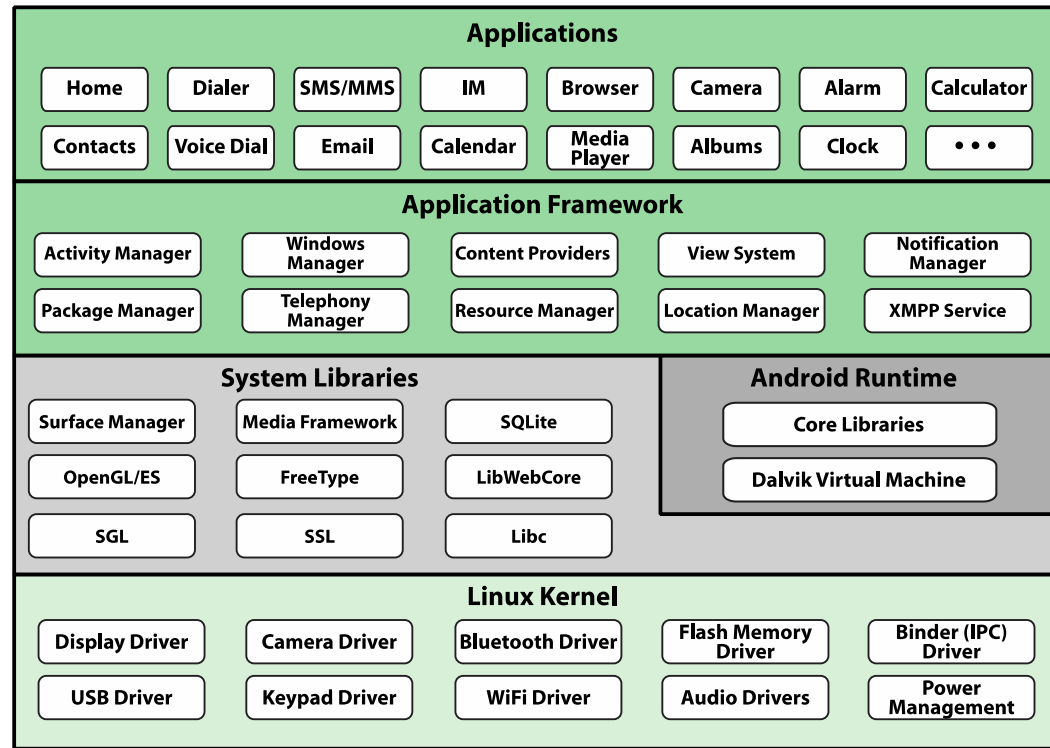 Applications
Home
Dialer
SMS/MMS
IM
Browser
Camera
Alarm
Calculator
Contacts
Voice Dial
Email
Calendar
Media
Player
Albums
Clock
• • •
Application Framework
Activity Manager
Windows
Manager
Content Providers
View System
Notification
Manager
Package Manager
Telephony
Manager
Resource Manager
Location Manager
XMPP Service
System Libraries
Surface Manager
Media Framework
SQLite
OpenGL/ES
FreeType
LibWebCore
SGL
SSL
Libc
Android Runtime
Core Libraries
Dalvik Virtual Machine
Linux Kernel
Display Driver
Camera Driver
Bluetooth Driver
Flash Memory
Driver
Binder (IPC)
Driver
USB Driver
Keypad Driver
WiFi Driver
Audio Drivers
Power
Management